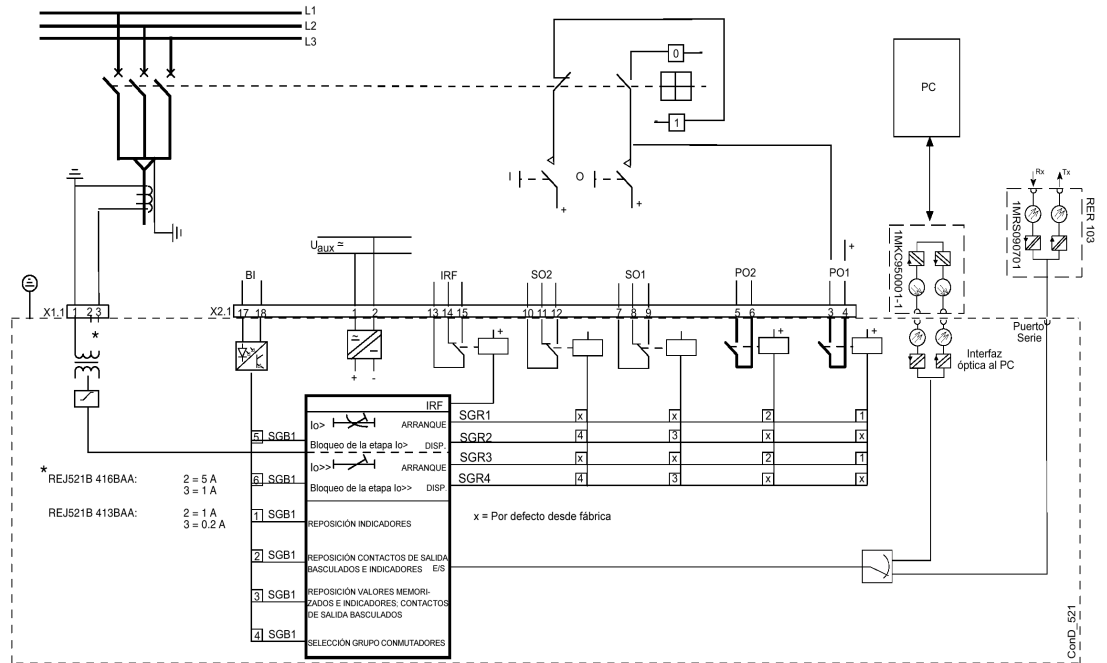 L1
L2
L3
0
1
PC
I
O
+
+
Rx
Tx
RER 103
1MRS090701
1MKC950001-1
Uaux ≃
BI
IRF
SO2
SO1
PO2
PO1
+
X1.1
1
2
3
X2.1
17
18
1
2
13
14
15
10
11
12
7
8
9
5
6
3
4
*
+
-
+
+
+
Puerto
Serie
Interfaz
óptica al PC
IRF
Io>
ARRANQUE
SGR1
x
x
2
1
5
SGB1
Bloqueo de la etapa Io>
DISP.
SGR2
4
3
x
x
Io>>
ARRANQUE
SGR3
x
x
2
1
6
SGB1
Bloqueo de la etapa Io>>
DISP.
SGR4
4
3
x
x
*
REJ521B 416BAA:
2 = 5 A
3 = 1 A
REJ521B 413BAA:
2 = 1 A
3 = 0.2 A
x = Por defecto desde fábrica
1
SGB1
REPOSICIÓN INDICADORES
2
SGB1
REPOSICIÓN CONTACTOS DE SALIDA
BASCULADOS E INDICADORES
E/S
3
SGB1
REPOSICIÓN VALORES MEMORI-
ZADOS E INDICADORES; CONTACTOS
DE SALIDA BASCULADOS
4
SGB1
SELECCIÓN GRUPO CONMUTADORES
ConD_521